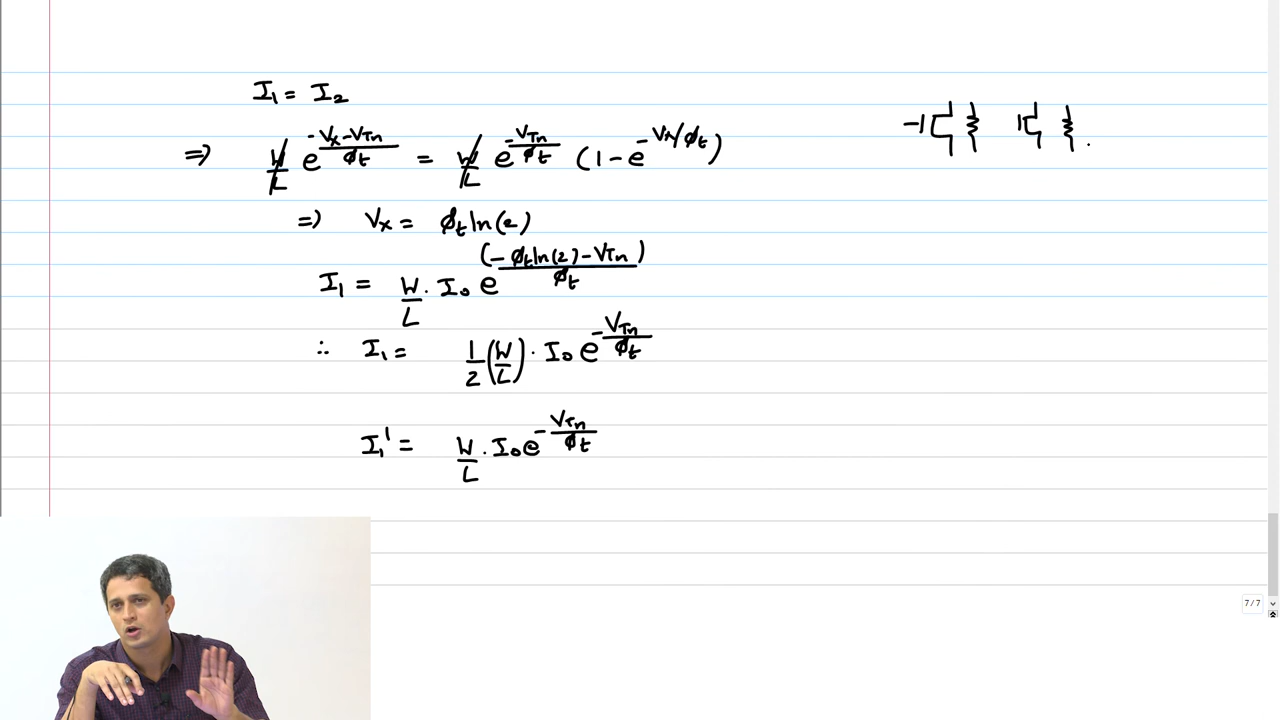 I₁ = I₂
⇒ W/L e^(-Vx-VTn/φt) = W/L e^(-VTn/φt) (1 - e^(-Vx/φt))
⇒ Vx = φt ln(2)
I₁ = W/L · I₀ e^((-φt ln(2) - VTn)/φt)
∴ I₁ = 1/2 (W/L) · I₀ e^(-VTn/φt)
I₁' = W/L · I₀ e^(-VTn/φt)
7/7